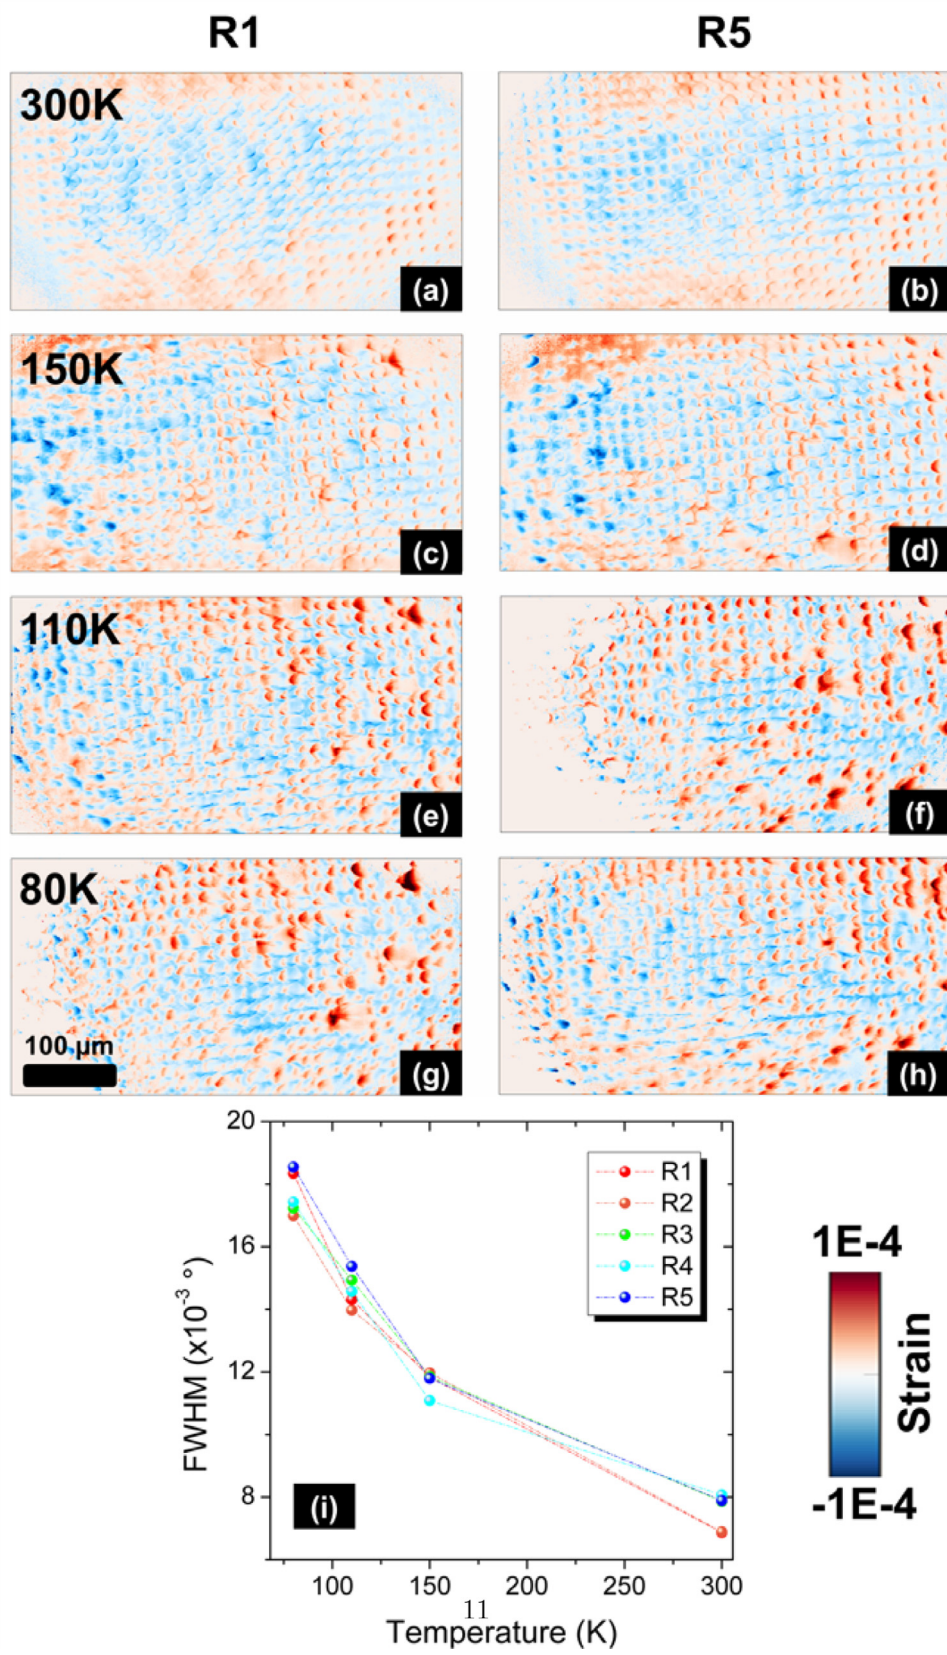 R1 R5
300K
(a) (b)
150K
(c) (d)
110K
(e) (f)
80K
100 µm
(g) (h)
20
16
12
8
FWHM (x10⁻³ °)
R1
R2
R3
R4
R5
(i)
100 150 200 250 300
11
Temperature (K)
1E-4
Strain
-1E-4